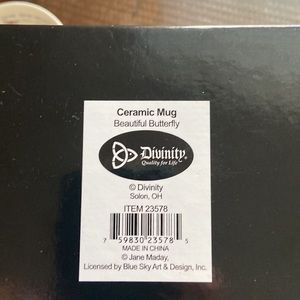 Ceramic Mug
Beautiful Butterfly
Divinity
Quality for Life
© Divinity
Solon, OH
ITEM 23578
7 59830 23578 5
MADE IN CHINA
© Jane Maday,
Licensed by Blue Sky Art & Design, Inc.